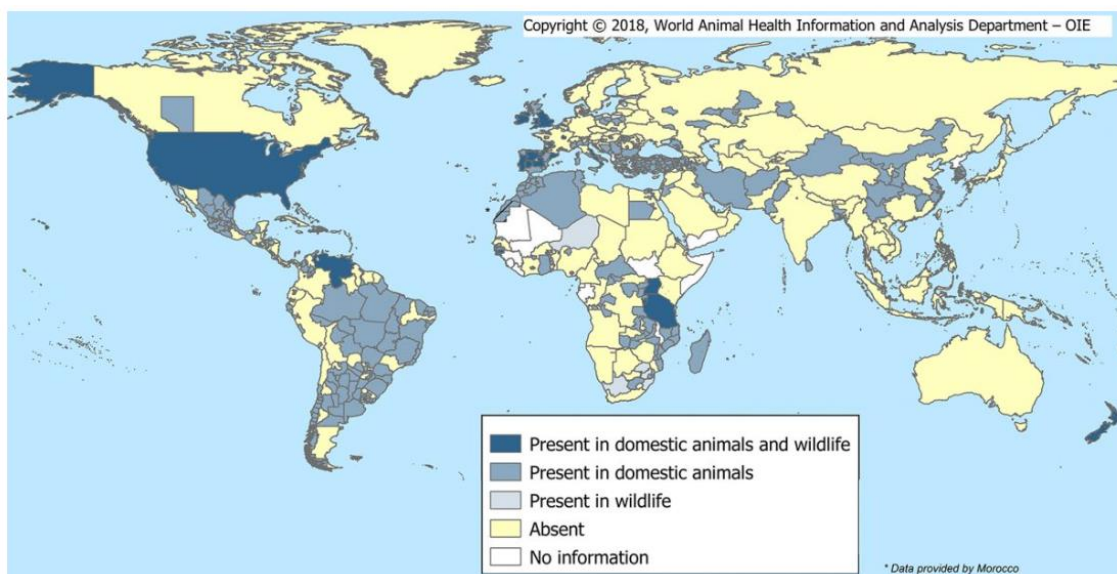 Copyright © 2018, World Animal Health Information and Analysis Department – OIE
Present in domestic animals and wildlife
Present in domestic animals
Present in wildlife
Absent
No information
* Data provided by Morocco